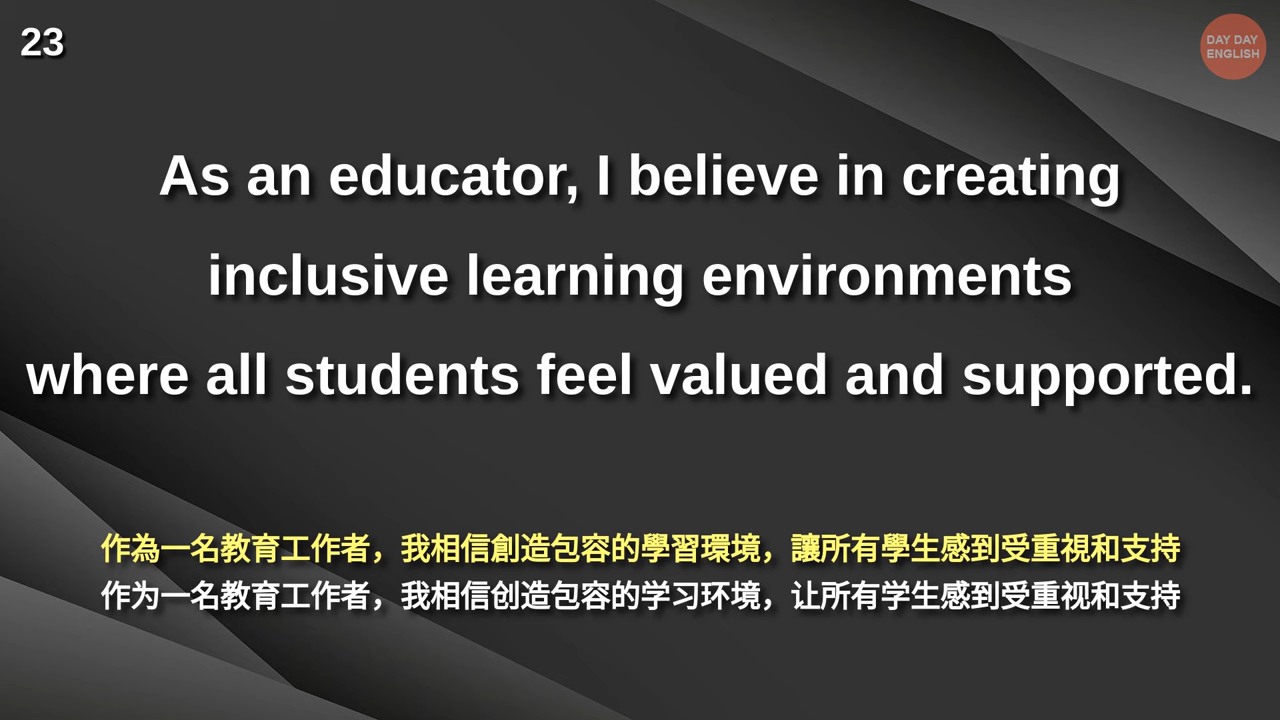 23
DAY DAY
ENGLISH
As an educator, I believe in creating
inclusive learning environments
where all students feel valued and supported.
作為一名教育工作者，我相信創造包容的學習環境，讓所有學生感到受重視和支持
作为一名教育工作者，我相信创造包容的学习环境，让所有学生感到受重视和支持